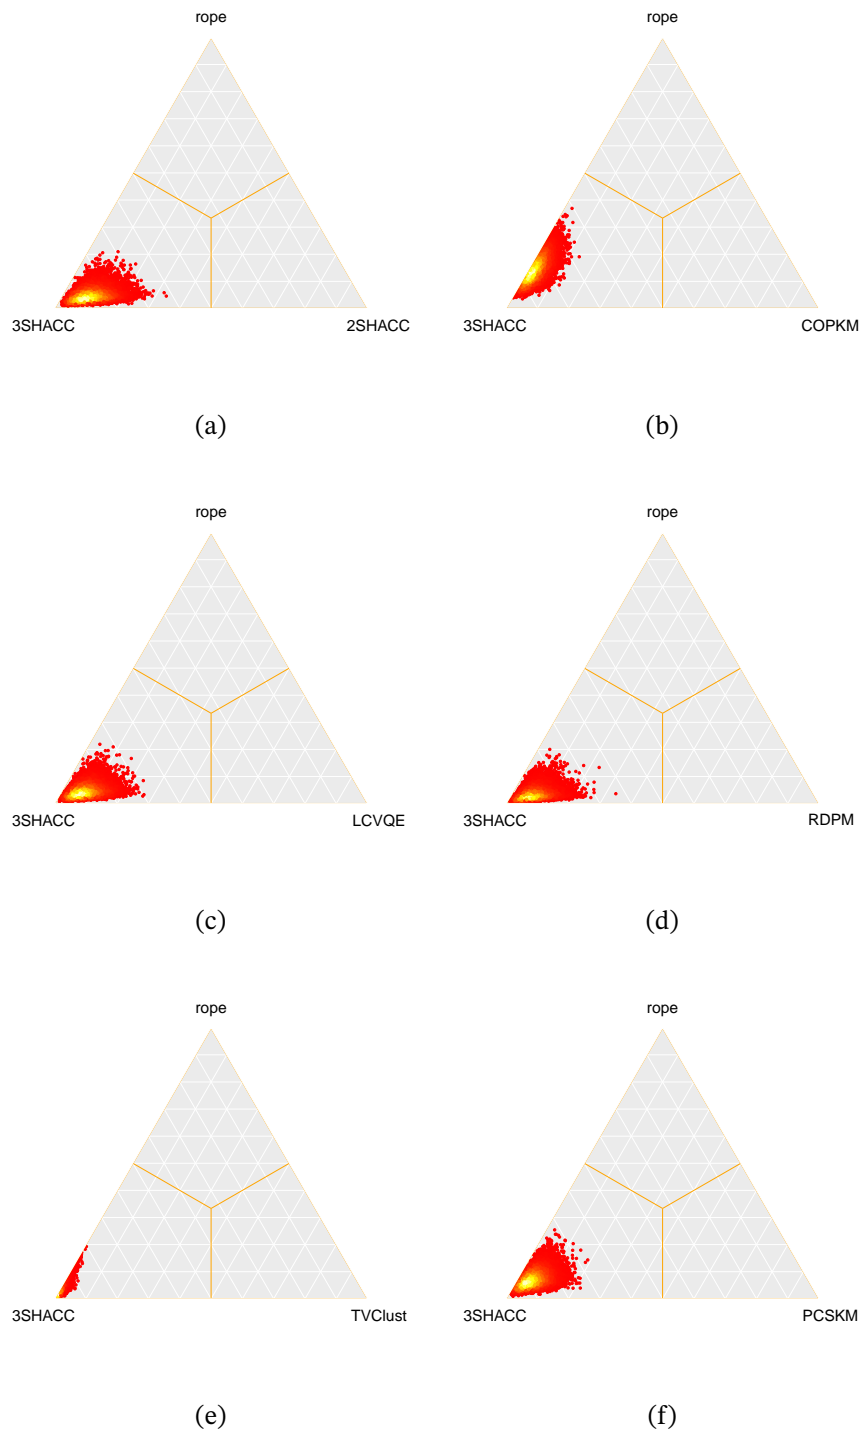 rope rope
3SHACC 2SHACC 3SHACC COPKM
(a) (b)
rope rope
3SHACC LCVQE 3SHACC RDPM
(c) (d)
rope rope
3SHACC TVClust 3SHACC PCSKM
(e) (f)